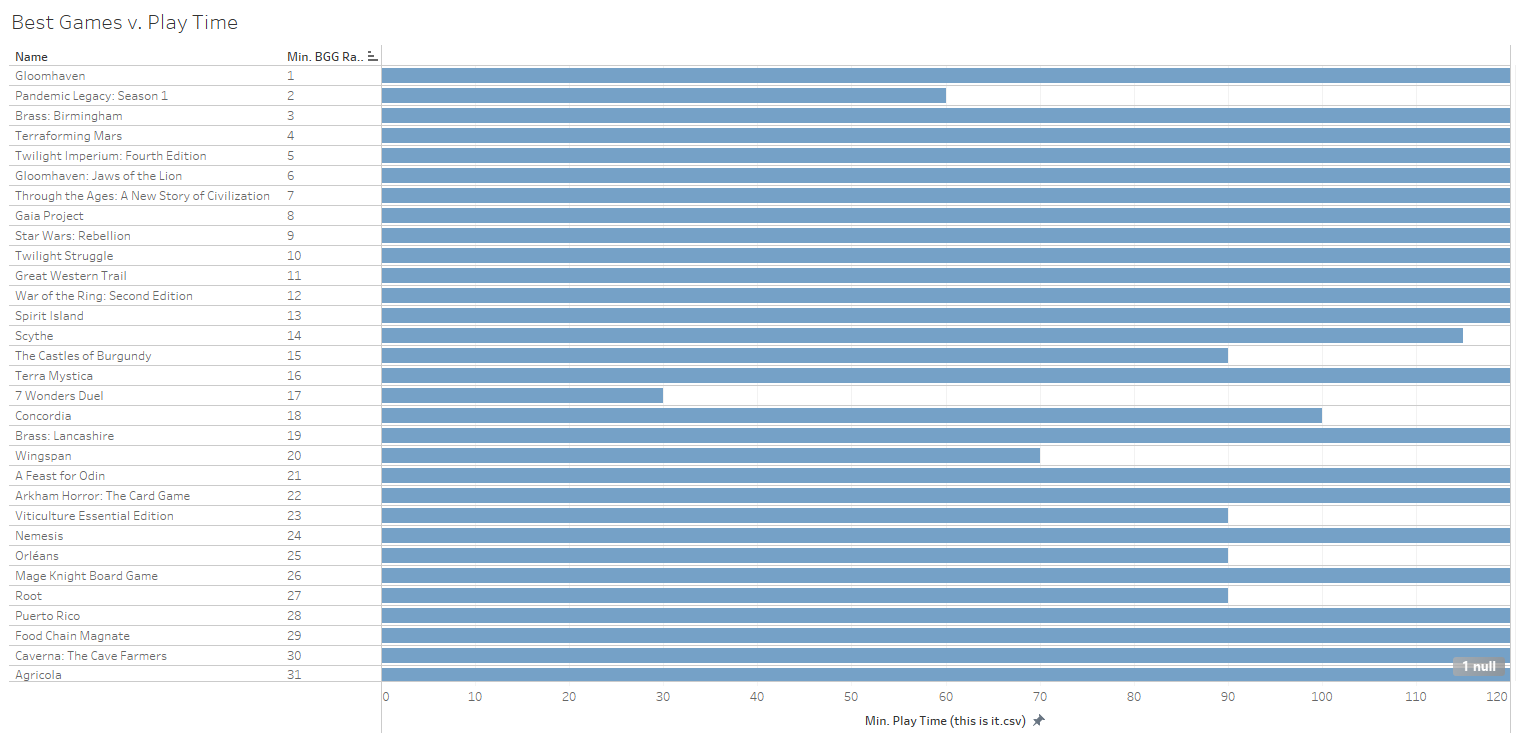 Best Games v. Play Time
Name Min. BGG Ra..
Gloomhaven 1
Pandemic Legacy: Season 1 2
Brass: Birmingham 3
Terraforming Mars 4
Twilight Imperium: Fourth Edition 5
Gloomhaven: Jaws of the Lion 6
Through the Ages: A New Story of Civilization 7
Gaia Project 8
Star Wars: Rebellion 9
Twilight Struggle 10
Great Western Trail 11
War of the Ring: Second Edition 12
Spirit Island 13
Scythe 14
The Castles of Burgundy 15
Terra Mystica 16
7 Wonders Duel 17
Concordia 18
Brass: Lancashire 19
Wingspan 20
A Feast for Odin 21
Arkham Horror: The Card Game 22
Viticulture Essential Edition 23
Nemesis 24
Orléans 25
Mage Knight Board Game 26
Root 27
Puerto Rico 28
Food Chain Magnate 29
Caverna: The Cave Farmers 30
Agricola 31
1 null
0 10 20 30 40 50 60 70 80 90 100 110 120
Min. Play Time (this is it.csv)